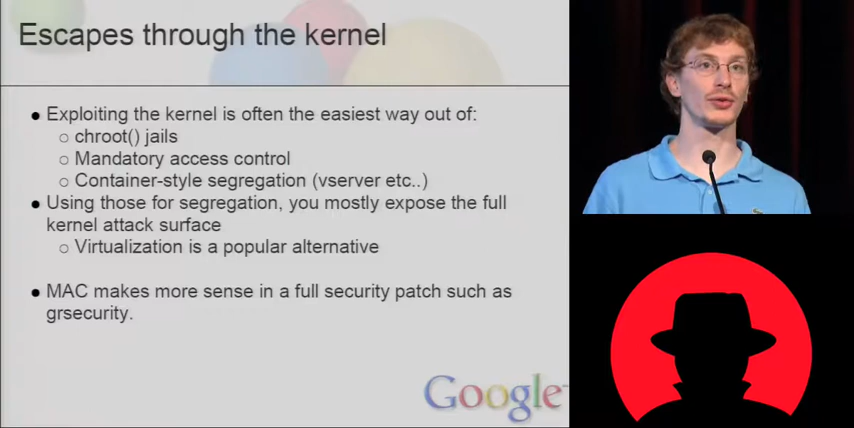 Escapes through the kernel
● Exploiting the kernel is often the easiest way out of:
○ chroot() jails
○ Mandatory access control
○ Container-style segregation (vserver etc..)
● Using those for segregation, you mostly expose the full
kernel attack surface
○ Virtualization is a popular alternative
● MAC makes more sense in a full security patch such as
grsecurity.
Google